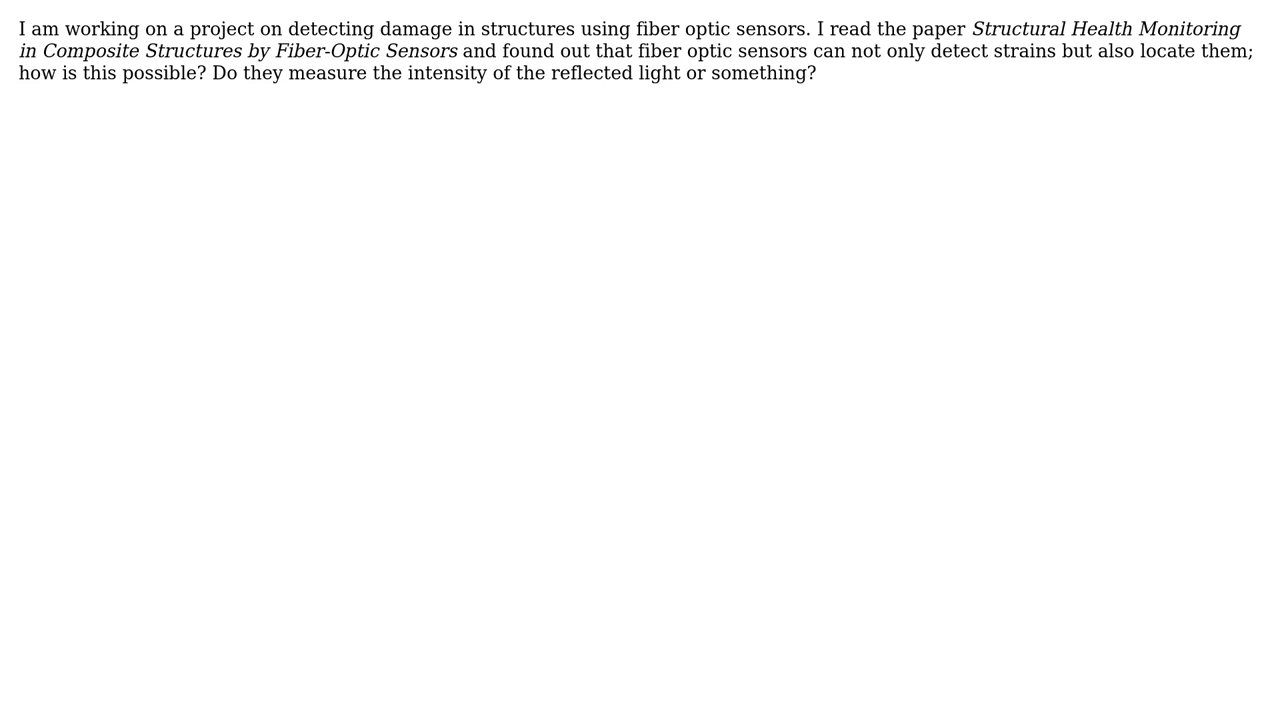 I am working on a project on detecting damage in structures using fiber optic sensors. I read the paper Structural Health Monitoring
in Composite Structures by Fiber-Optic Sensors and found out that fiber optic sensors can not only detect strains but also locate them;
how is this possible? Do they measure the intensity of the reflected light or something?